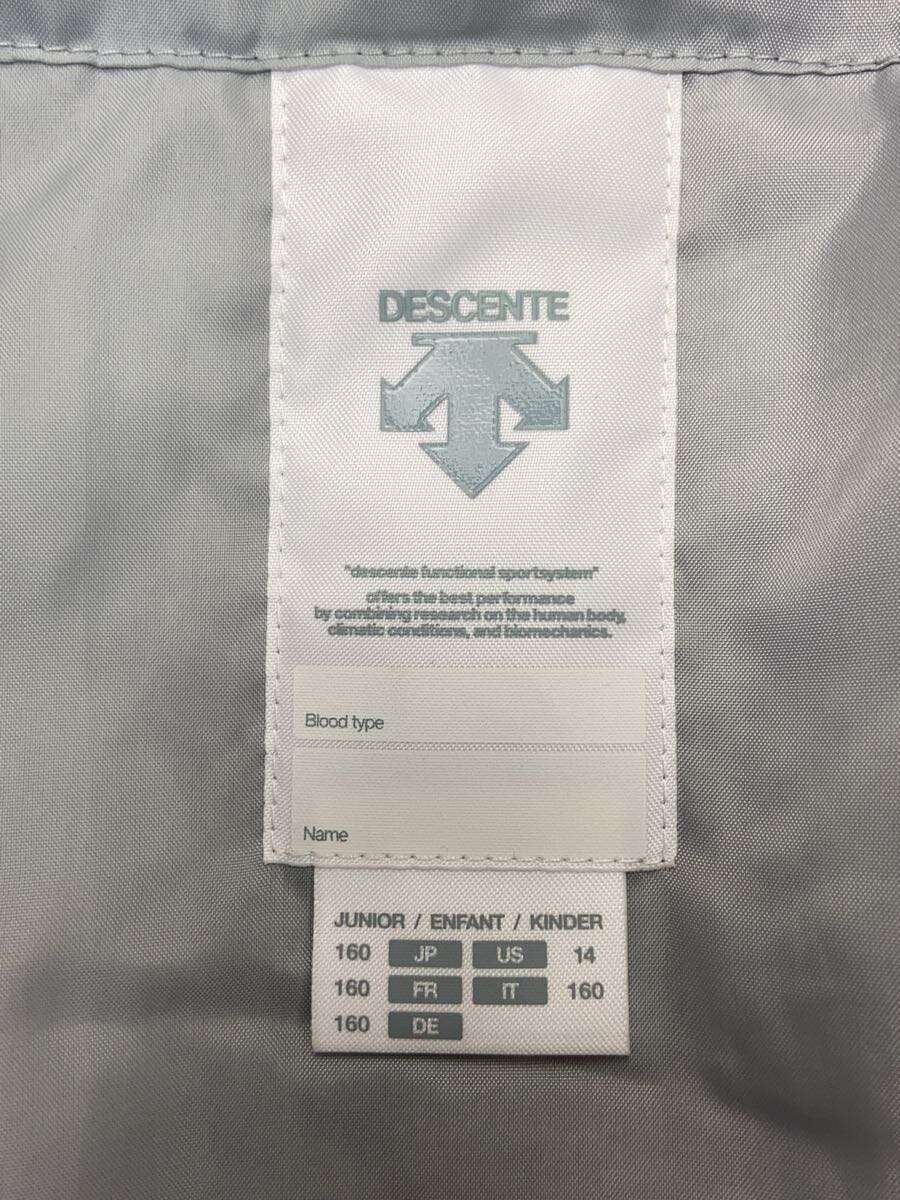 DESCENTE
"descente functional sportsystem"
offers the best performance
by combining research on the human body,
climatic conditions, and biomechanics.
Blood type
Name
JUNIOR / ENFANT / KINDER
160 JP US 14
160 FR IT 160
160 DE